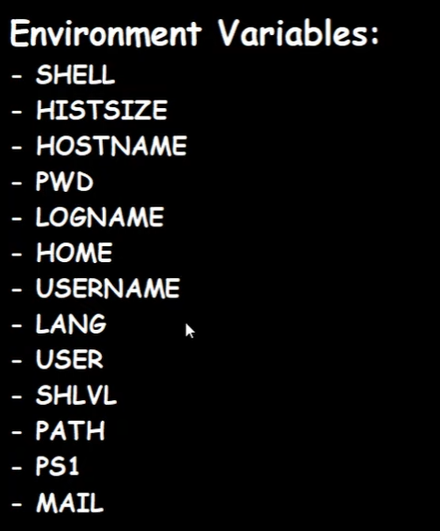 Environment Variables:
- SHELL
- HISTSIZE
- HOSTNAME
- PWD
- LOGNAME
- HOME
- USERNAME
- LANG
- USER
- SHLVL
- PATH
- PS1
- MAIL